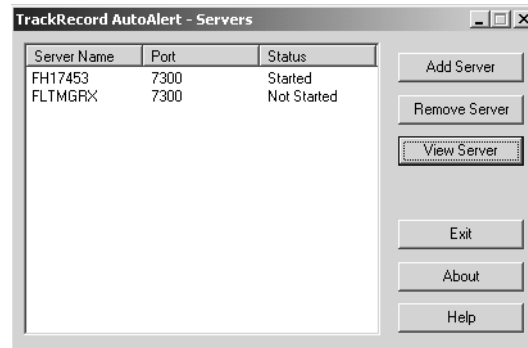 TrackRecord AutoAlert - Servers
Server Name Port Status
FH17453 7300 Started
FLTMGRX 7300 Not Started
Add Server
Remove Server
View Server
Exit
About
Help